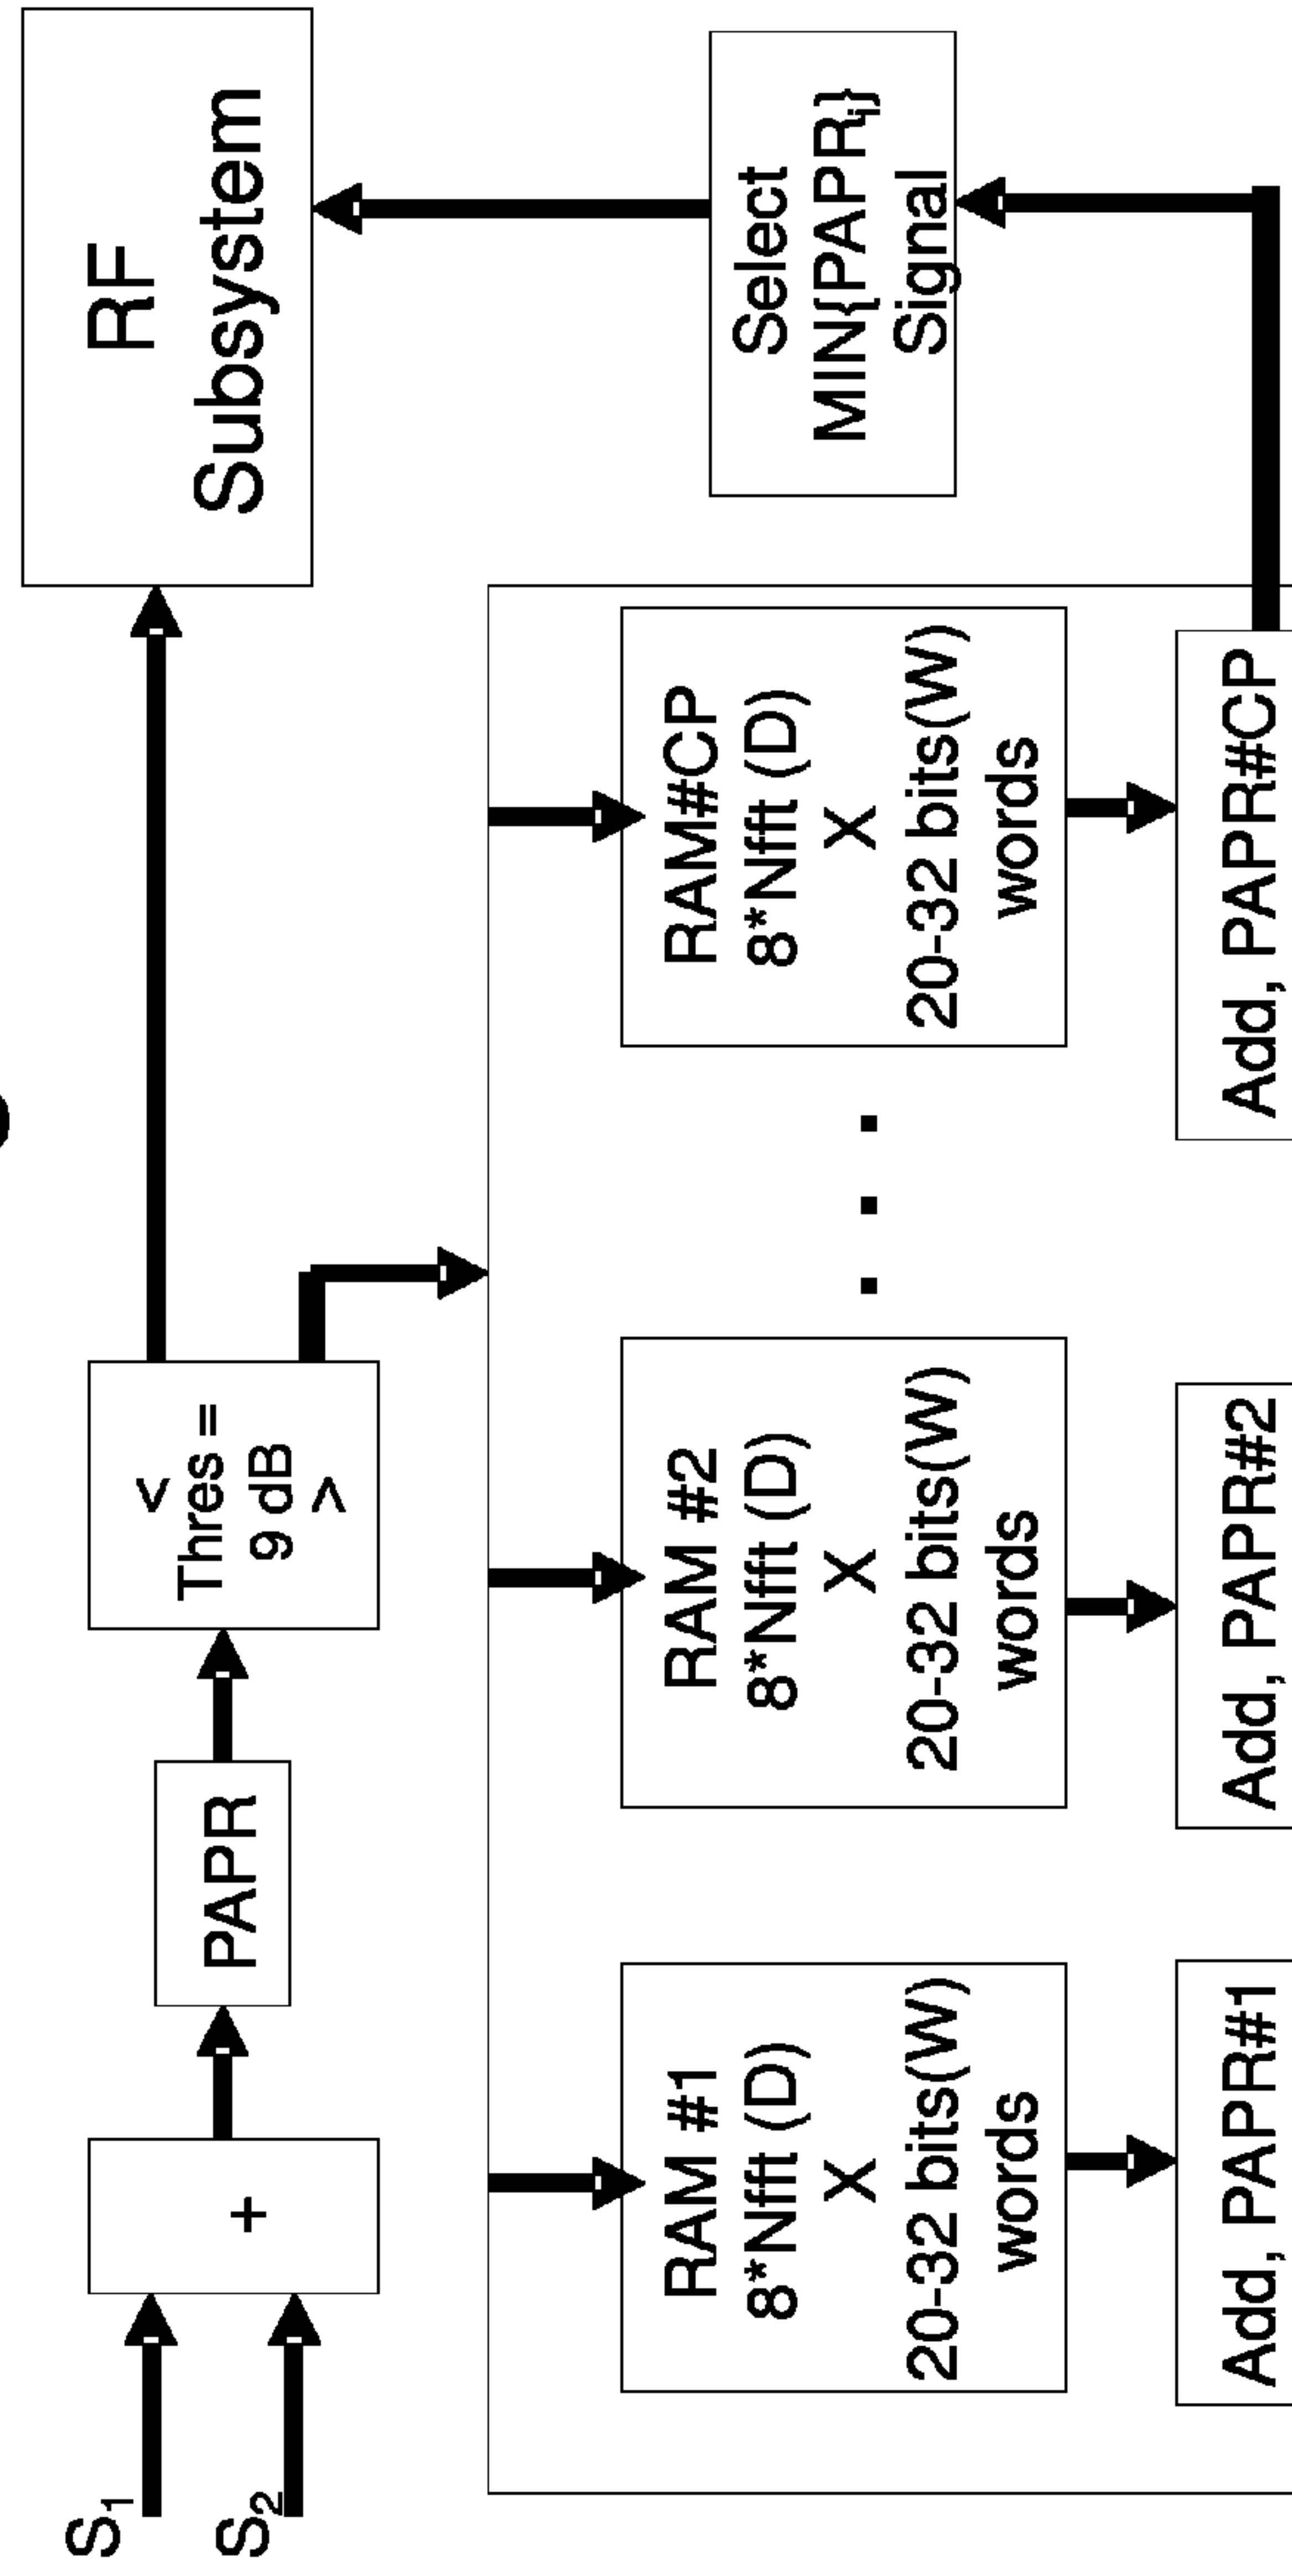 S1
S2
+
PAPR
<
Thres =
9 dB
>
RF
Subsystem
RAM #1
8*Nfft (D)
X
20-32 bits(W)
words
RAM #2
8*Nfft (D)
X
20-32 bits(W)
words
. . .
RAM#CP
8*Nfft (D)
X
20-32 bits(W)
words
Select
MIN{PAPRi}
Signal
Add, PAPR#1
Add, PAPR#2
Add, PAPR#CP